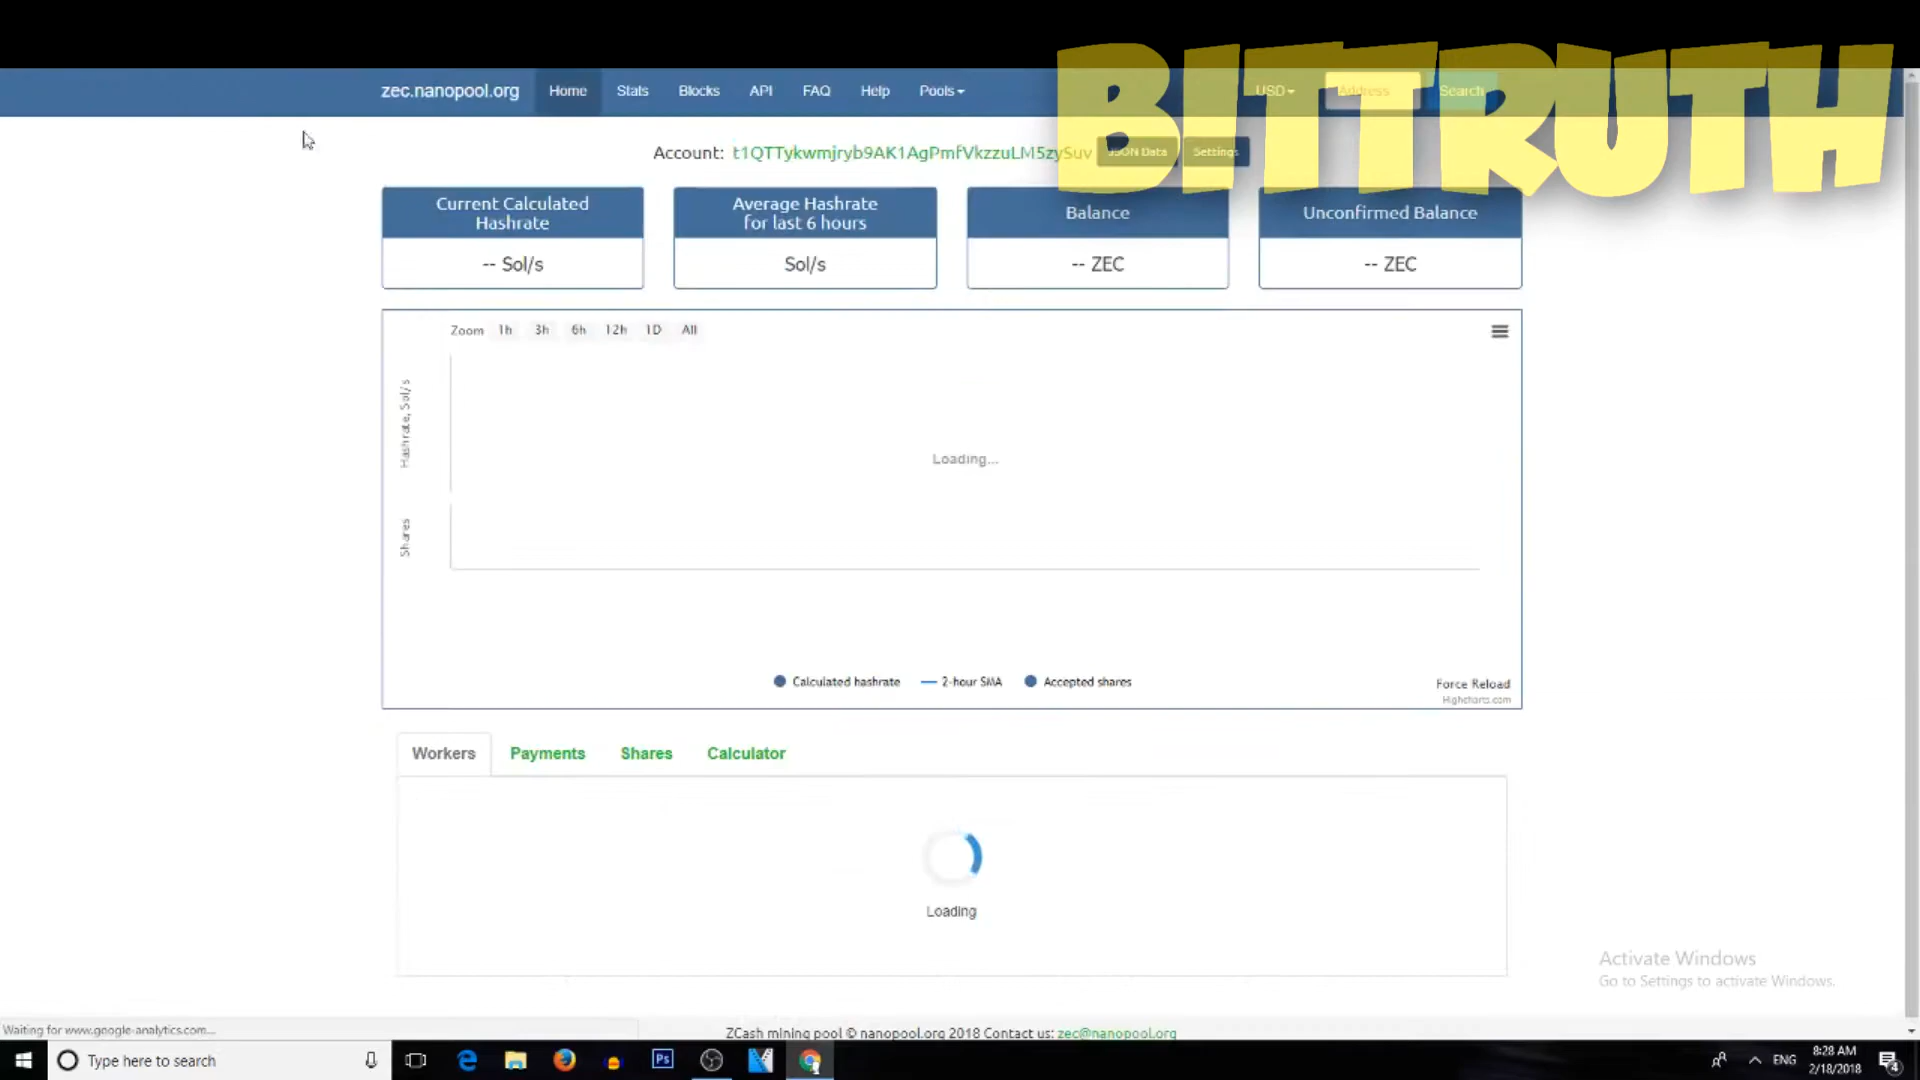 BITTRUTH
zec.nanopool.org Home Stats Blocks API FAQ Help Pools USD Address Search
Account: t1QTTykwmjryb9AK1AgPmfVkzzuLM5zySuv JSON Data Settings
Current Calculated Hashrate
-- Sol/s
Average Hashrate for last 6 hours
Sol/s
Balance
-- ZEC
Unconfirmed Balance
-- ZEC
Zoom 1h 3h 6h 12h 1D All
Hashrate, Sol/s
Loading...
Shares
Calculated hashrate 2-hour SMA Accepted shares
Force Reload
Highcharts.com
Workers Payments Shares Calculator
Loading
Activate Windows
Go to Settings to activate Windows.
Waiting for www.google-analytics.com...
ZCash mining pool © nanopool.org 2018 Contact us: zec@nanopool.org
Type here to search
Ps
ENG
8:28 AM
2/18/2018
4